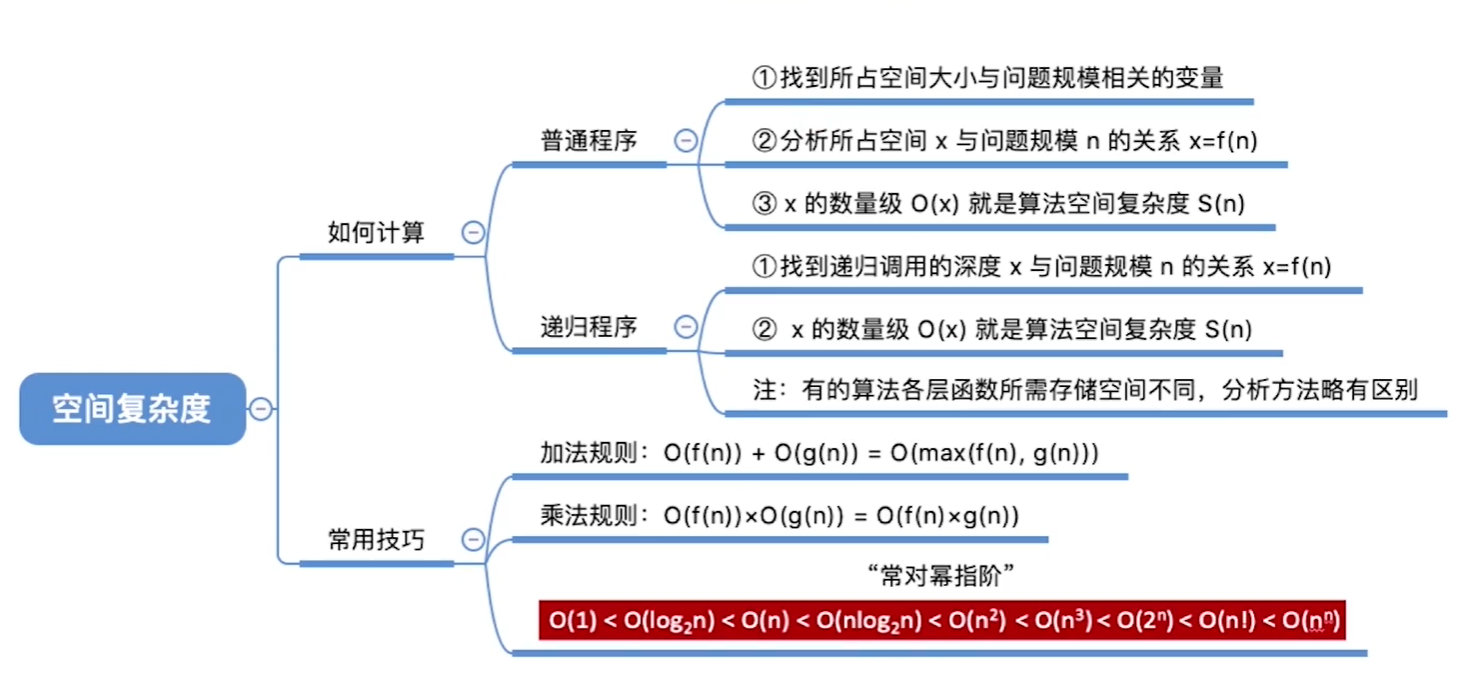 空间复杂度
如何计算
普通程序
①找到所占空间大小与问题规模相关的变量
②分析所占空间 x 与问题规模 n 的关系 x=f(n)
③ x 的数量级 O(x) 就是算法空间复杂度 S(n)
递归程序
①找到递归调用的深度 x 与问题规模 n 的关系 x=f(n)
② x 的数量级 O(x) 就是算法空间复杂度 S(n)
注：有的算法各层函数所需存储空间不同，分析方法略有区别
常用技巧
加法规则：O(f(n)) + O(g(n)) = O(max(f(n), g(n)))
乘法规则：O(f(n))×O(g(n)) = O(f(n)×g(n))
“常对幂指阶”
O(1) < O(log₂n) < O(n) < O(nlog₂n) < O(n²) < O(n³) < O(2ⁿ) < O(n!) < O(nⁿ)